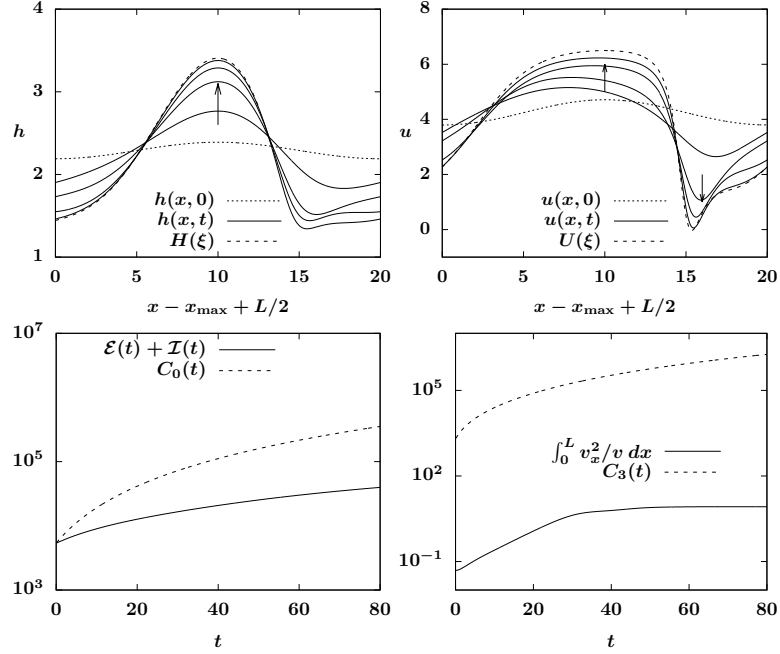 4
3
2
1
h
h(x, 0)
h(x, t)
H(ξ)
0 5 10 15 20
x − x_max + L/2
8
6
4
2
0
u
u(x, 0)
u(x, t)
U(ξ)
0 5 10 15 20
x − x_max + L/2
10^7
10^5
10^3
ℰ(t) + ℐ(t)
C_0(t)
0 20 40 60 80
t
10^5
10^2
10^{-1}
∫_0^L v_x^2/v dx
C_3(t)
0 20 40 60 80
t